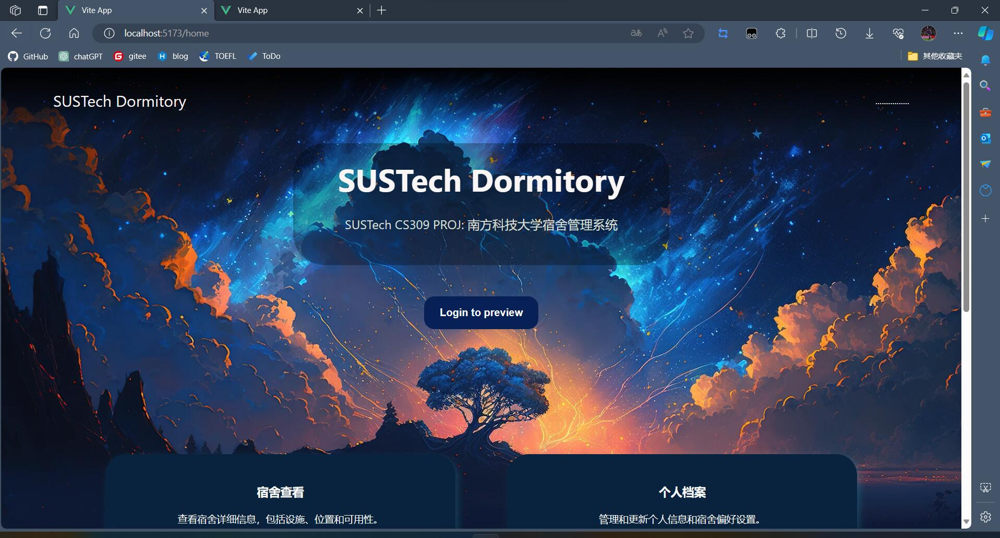 Vite App
Vite App
localhost:5173/home
GitHub
chatGPT
gitee
blog
TOEFL
ToDo
其他收藏夹
SUSTech Dormitory
................
SUSTech Dormitory
SUSTech CS309 PROJ: 南方科技大学宿舍管理系统
Login to preview
宿舍查看
查看宿舍详细信息，包括设施、位置和可用性。
个人档案
管理和更新个人信息和宿舍偏好设置。